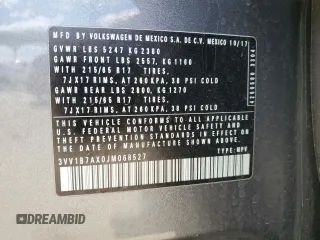 MFD BY VOLKSWAGEN DE MEXICO S.A. DE C.V. MEXICO 10/17
GVWR LBS 5247 KG 2380
GAWR FRONT LBS 2557, KG 1160
WITH 215/65 R17 TIRES,
7JX17 RIMS, AT 260 KPA, 38 PSI COLD
GAWR REAR LBS 2800, KG1270
WITH 215/65 R17 TIRES,
7JX17 RIMS, AT 260 KPA, 38 PSI COLD
THIS VEHICLE CONFORMS TO ALL APPLICABLE
U.S. FEDERAL MOTOR VEHICLE
SAFETY, BUMPER AND
THEFT PREVENTION STANDARDS IN EFFECT ON THE
DATE OF MANUFACTURE SHOWN ABOVE.
3VV1B7AX0JM068527 TYPE: MPV
DREAMBID